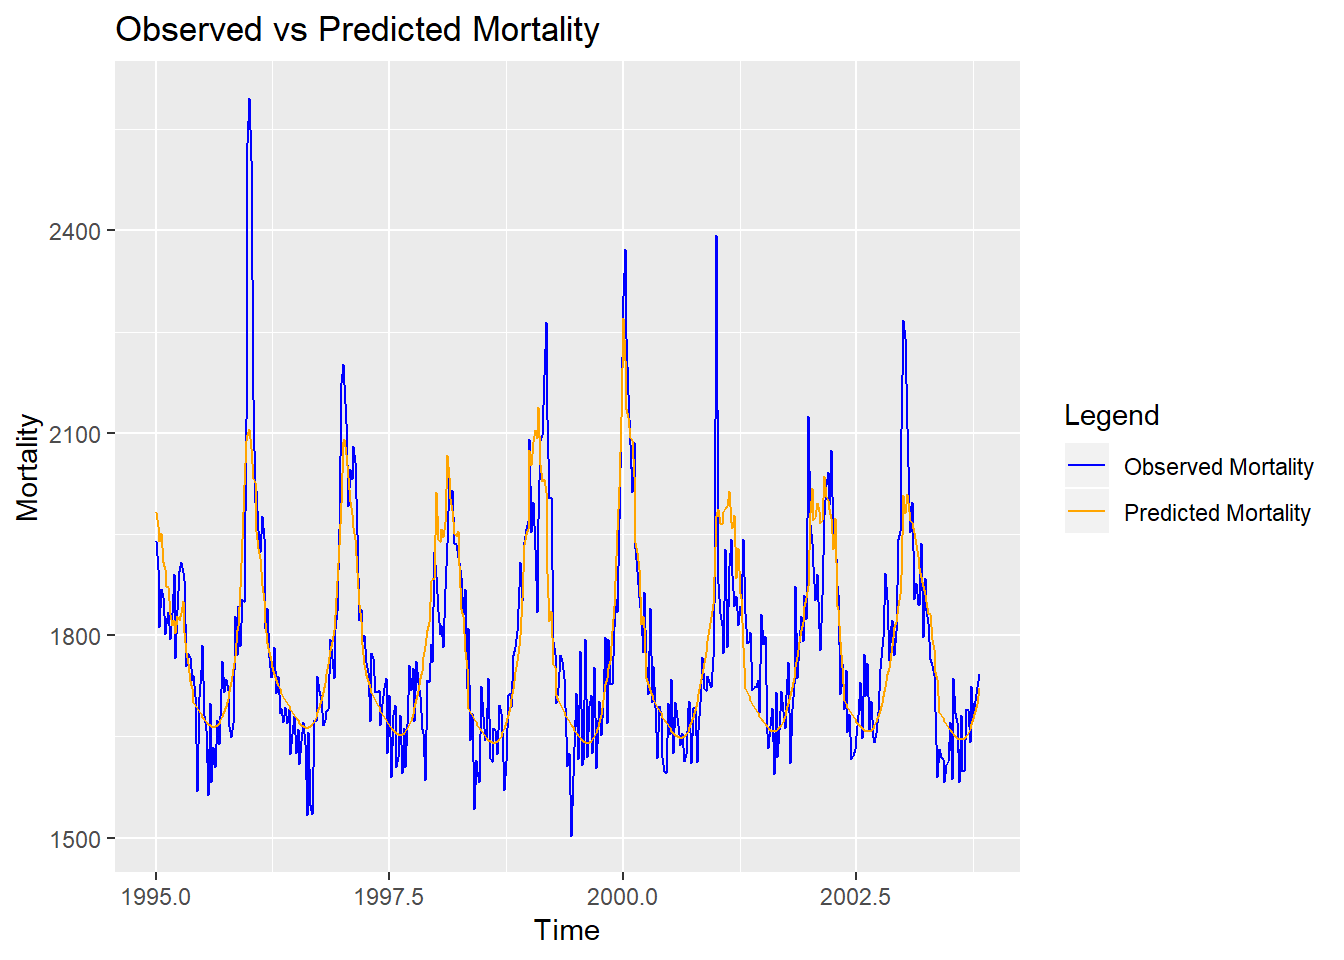 Observed vs Predicted Mortality
Mortality
2400
2100
1800
1500
1995.0 1997.5 2000.0 2002.5
Time
Legend
Observed Mortality
Predicted Mortality